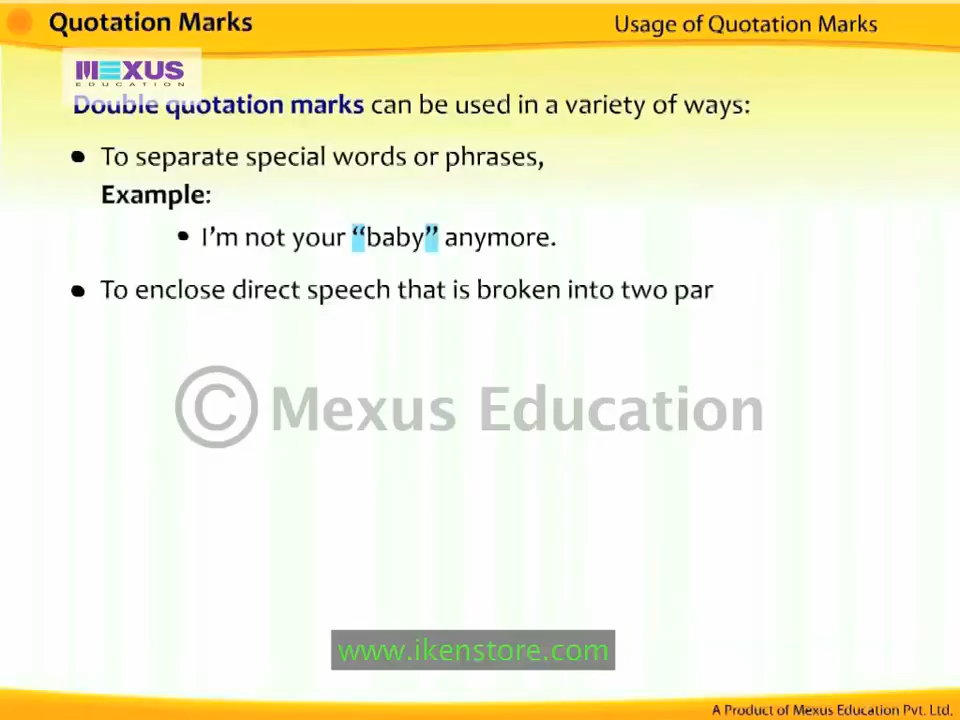 Quotation Marks
Usage of Quotation Marks
MEXUS
EDUCATION
Double quotation marks can be used in a variety of ways:
• To separate special words or phrases,
Example:
• I'm not your “baby” anymore.
• To enclose direct speech that is broken into two par
© Mexus Education
www.ikenstore.com
A Product of Mexus Education Pvt. Ltd.